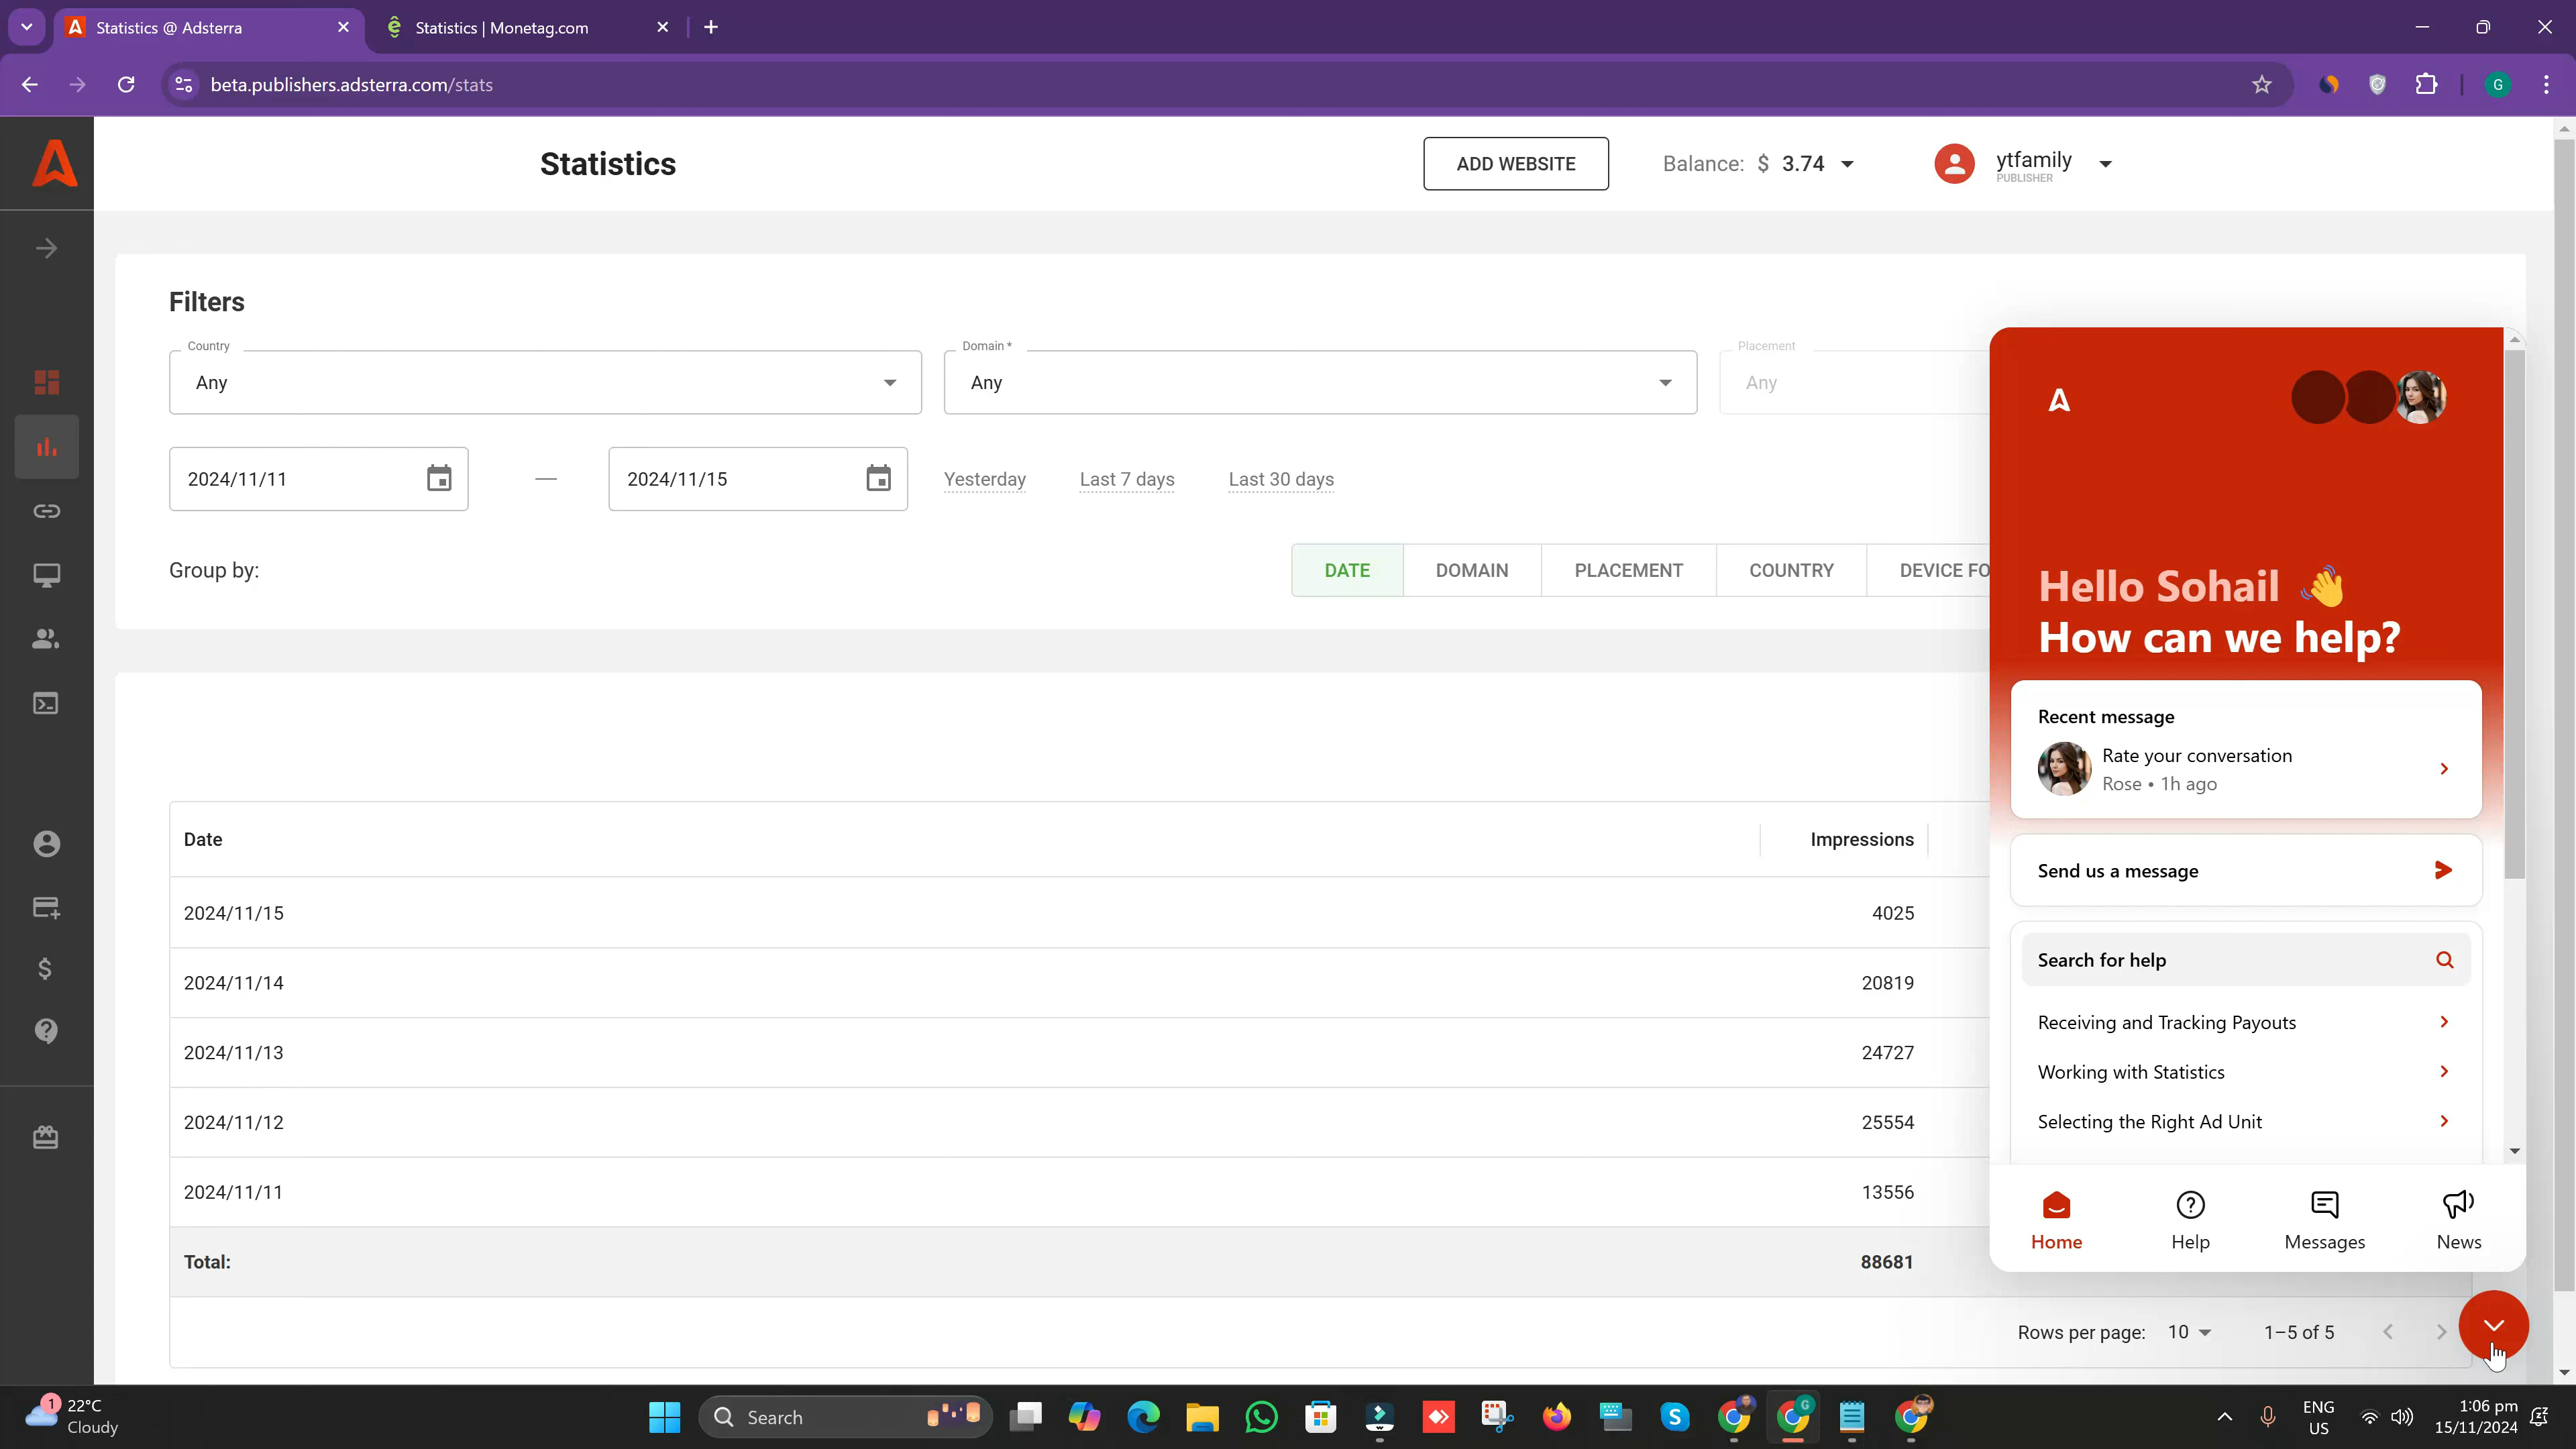 Statistics @ Adsterra
Statistics | Monetag.com
beta.publishers.adsterra.com/stats
G
Statistics
ADD WEBSITE
Balance: $ 3.74
ytfamily
PUBLISHER
Filters
Country
Any
Domain *
Any
Placement
Any
2024/11/11
—
2024/11/15
Yesterday
Last 7 days
Last 30 days
Group by:
DATE
DOMAIN
PLACEMENT
COUNTRY
DEVICE FO
Date
Impressions
2024/11/15
4025
2024/11/14
20819
2024/11/13
24727
2024/11/12
25554
2024/11/11
13556
Total:
88681
Rows per page: 10
1–5 of 5
Hello Sohail 👋
How can we help?
Recent message
Rate your conversation
Rose • 1h ago
Send us a message
Search for help
Receiving and Tracking Payouts
Working with Statistics
Selecting the Right Ad Unit
Home
Help
Messages
News
1
22°C
Cloudy
Search
G
ENG
US
1:06 pm
15/11/2024